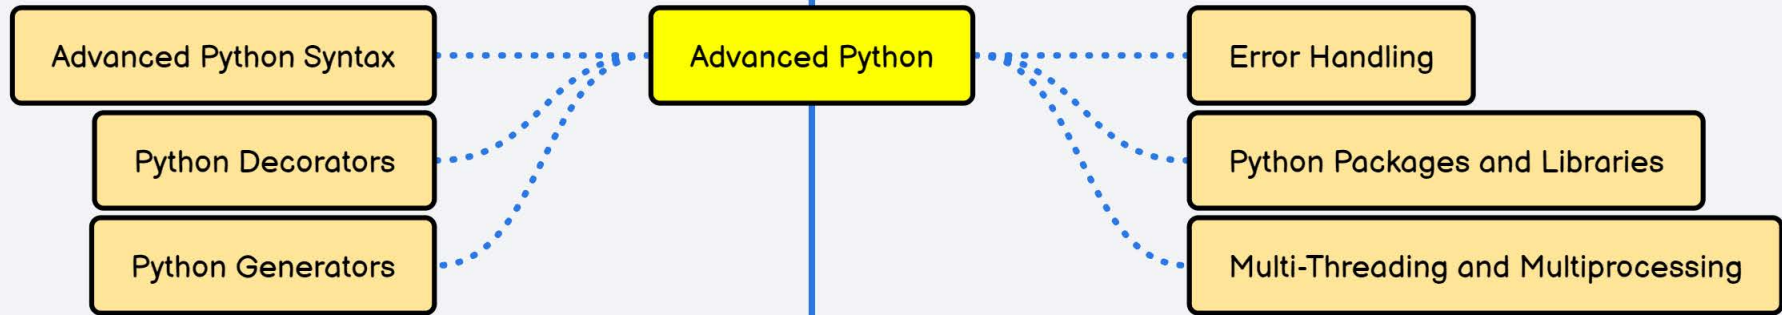 Advanced Python Syntax
Advanced Python
Error Handling
Python Decorators
Python Packages and Libraries
Python Generators
Multi-Threading and Multiprocessing